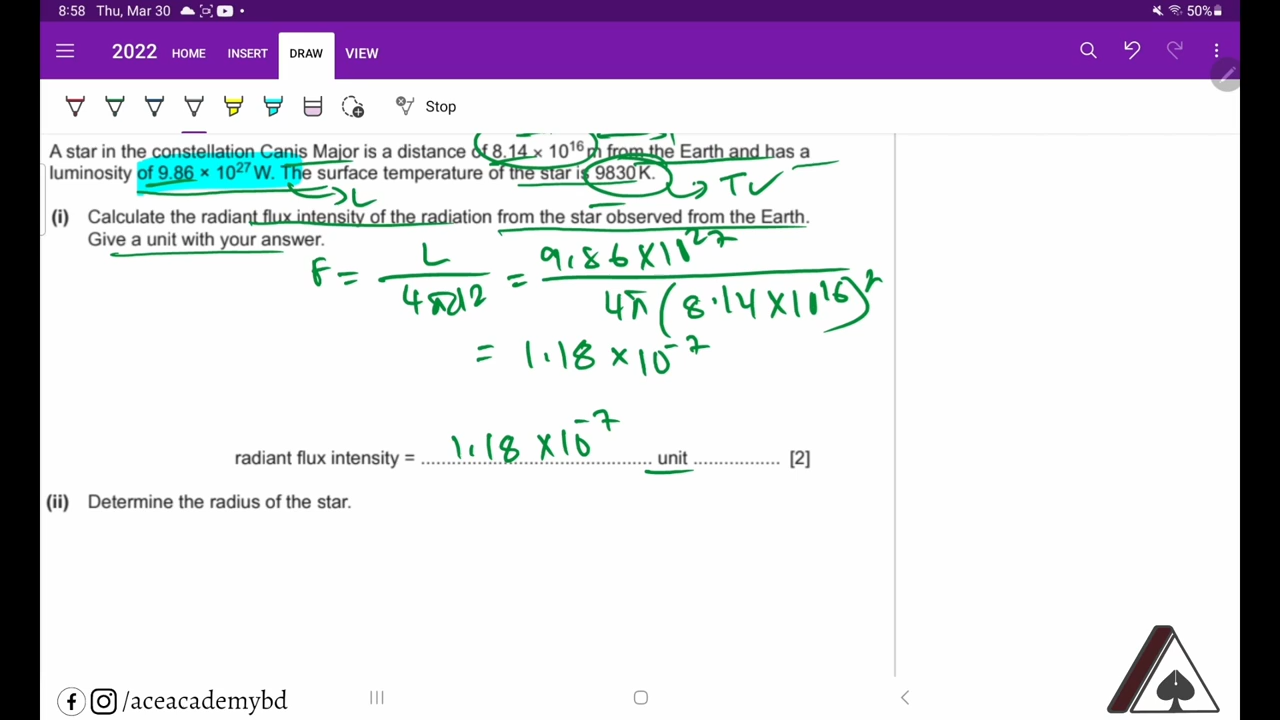 8:58 Thu, Mar 30 50%
2022 HOME INSERT DRAW VIEW
Stop
A star in the constellation Canis Major is a distance of 8.14 × 10¹⁶ m from the Earth and has a
luminosity of 9.86 × 10²⁷ W. The surface temperature of the star is 9830 K. → T✓
→ L
(i) Calculate the radiant flux intensity of the radiation from the star observed from the Earth.
Give a unit with your answer.
F = L / 4πd² = 9.86 × 10²⁷ / 4π (8.14 × 10¹⁶)²
= 1.18 × 10⁻⁷
1.18 × 10⁻⁷
radiant flux intensity = .......................................... unit ............... [2]
(ii) Determine the radius of the star.
/aceacademybd